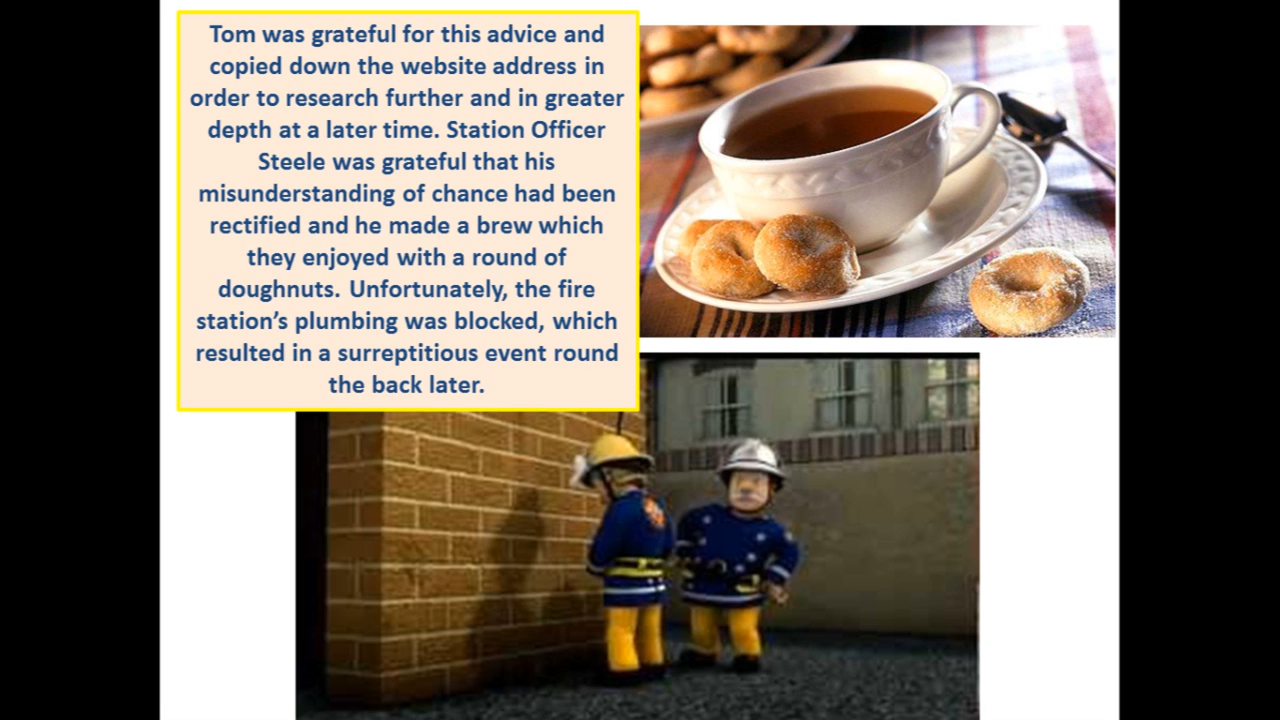 Tom was grateful for this advice and
copied down the website address in
order to research further and in greater
depth at a later time. Station Officer
Steele was grateful that his
misunderstanding of chance had been
rectified and he made a brew which
they enjoyed with a round of
doughnuts. Unfortunately, the fire
station’s plumbing was blocked, which
resulted in a surreptitious event round
the back later.